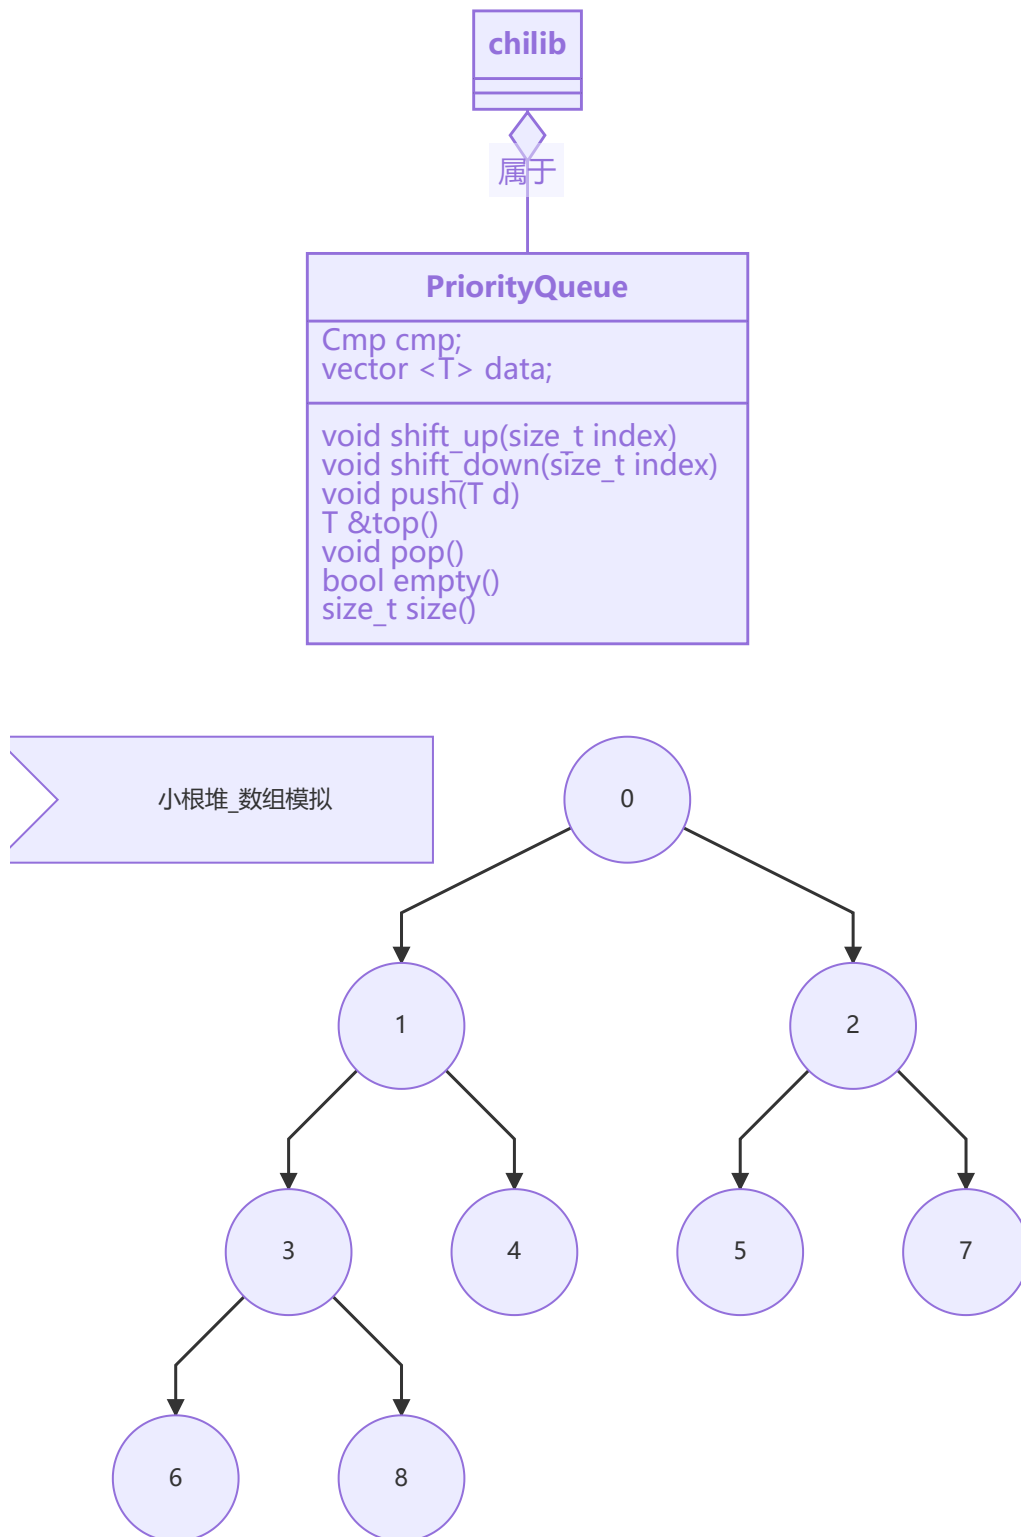 chilib
属于
PriorityQueue
Cmp cmp;
vector <T> data;
void shift_up(size_t index)
void shift_down(size_t index)
void push(T d)
T &top()
void pop()
bool empty()
size_t size()
小根堆_数组模拟
0
1
2
3
4
5
7
6
8